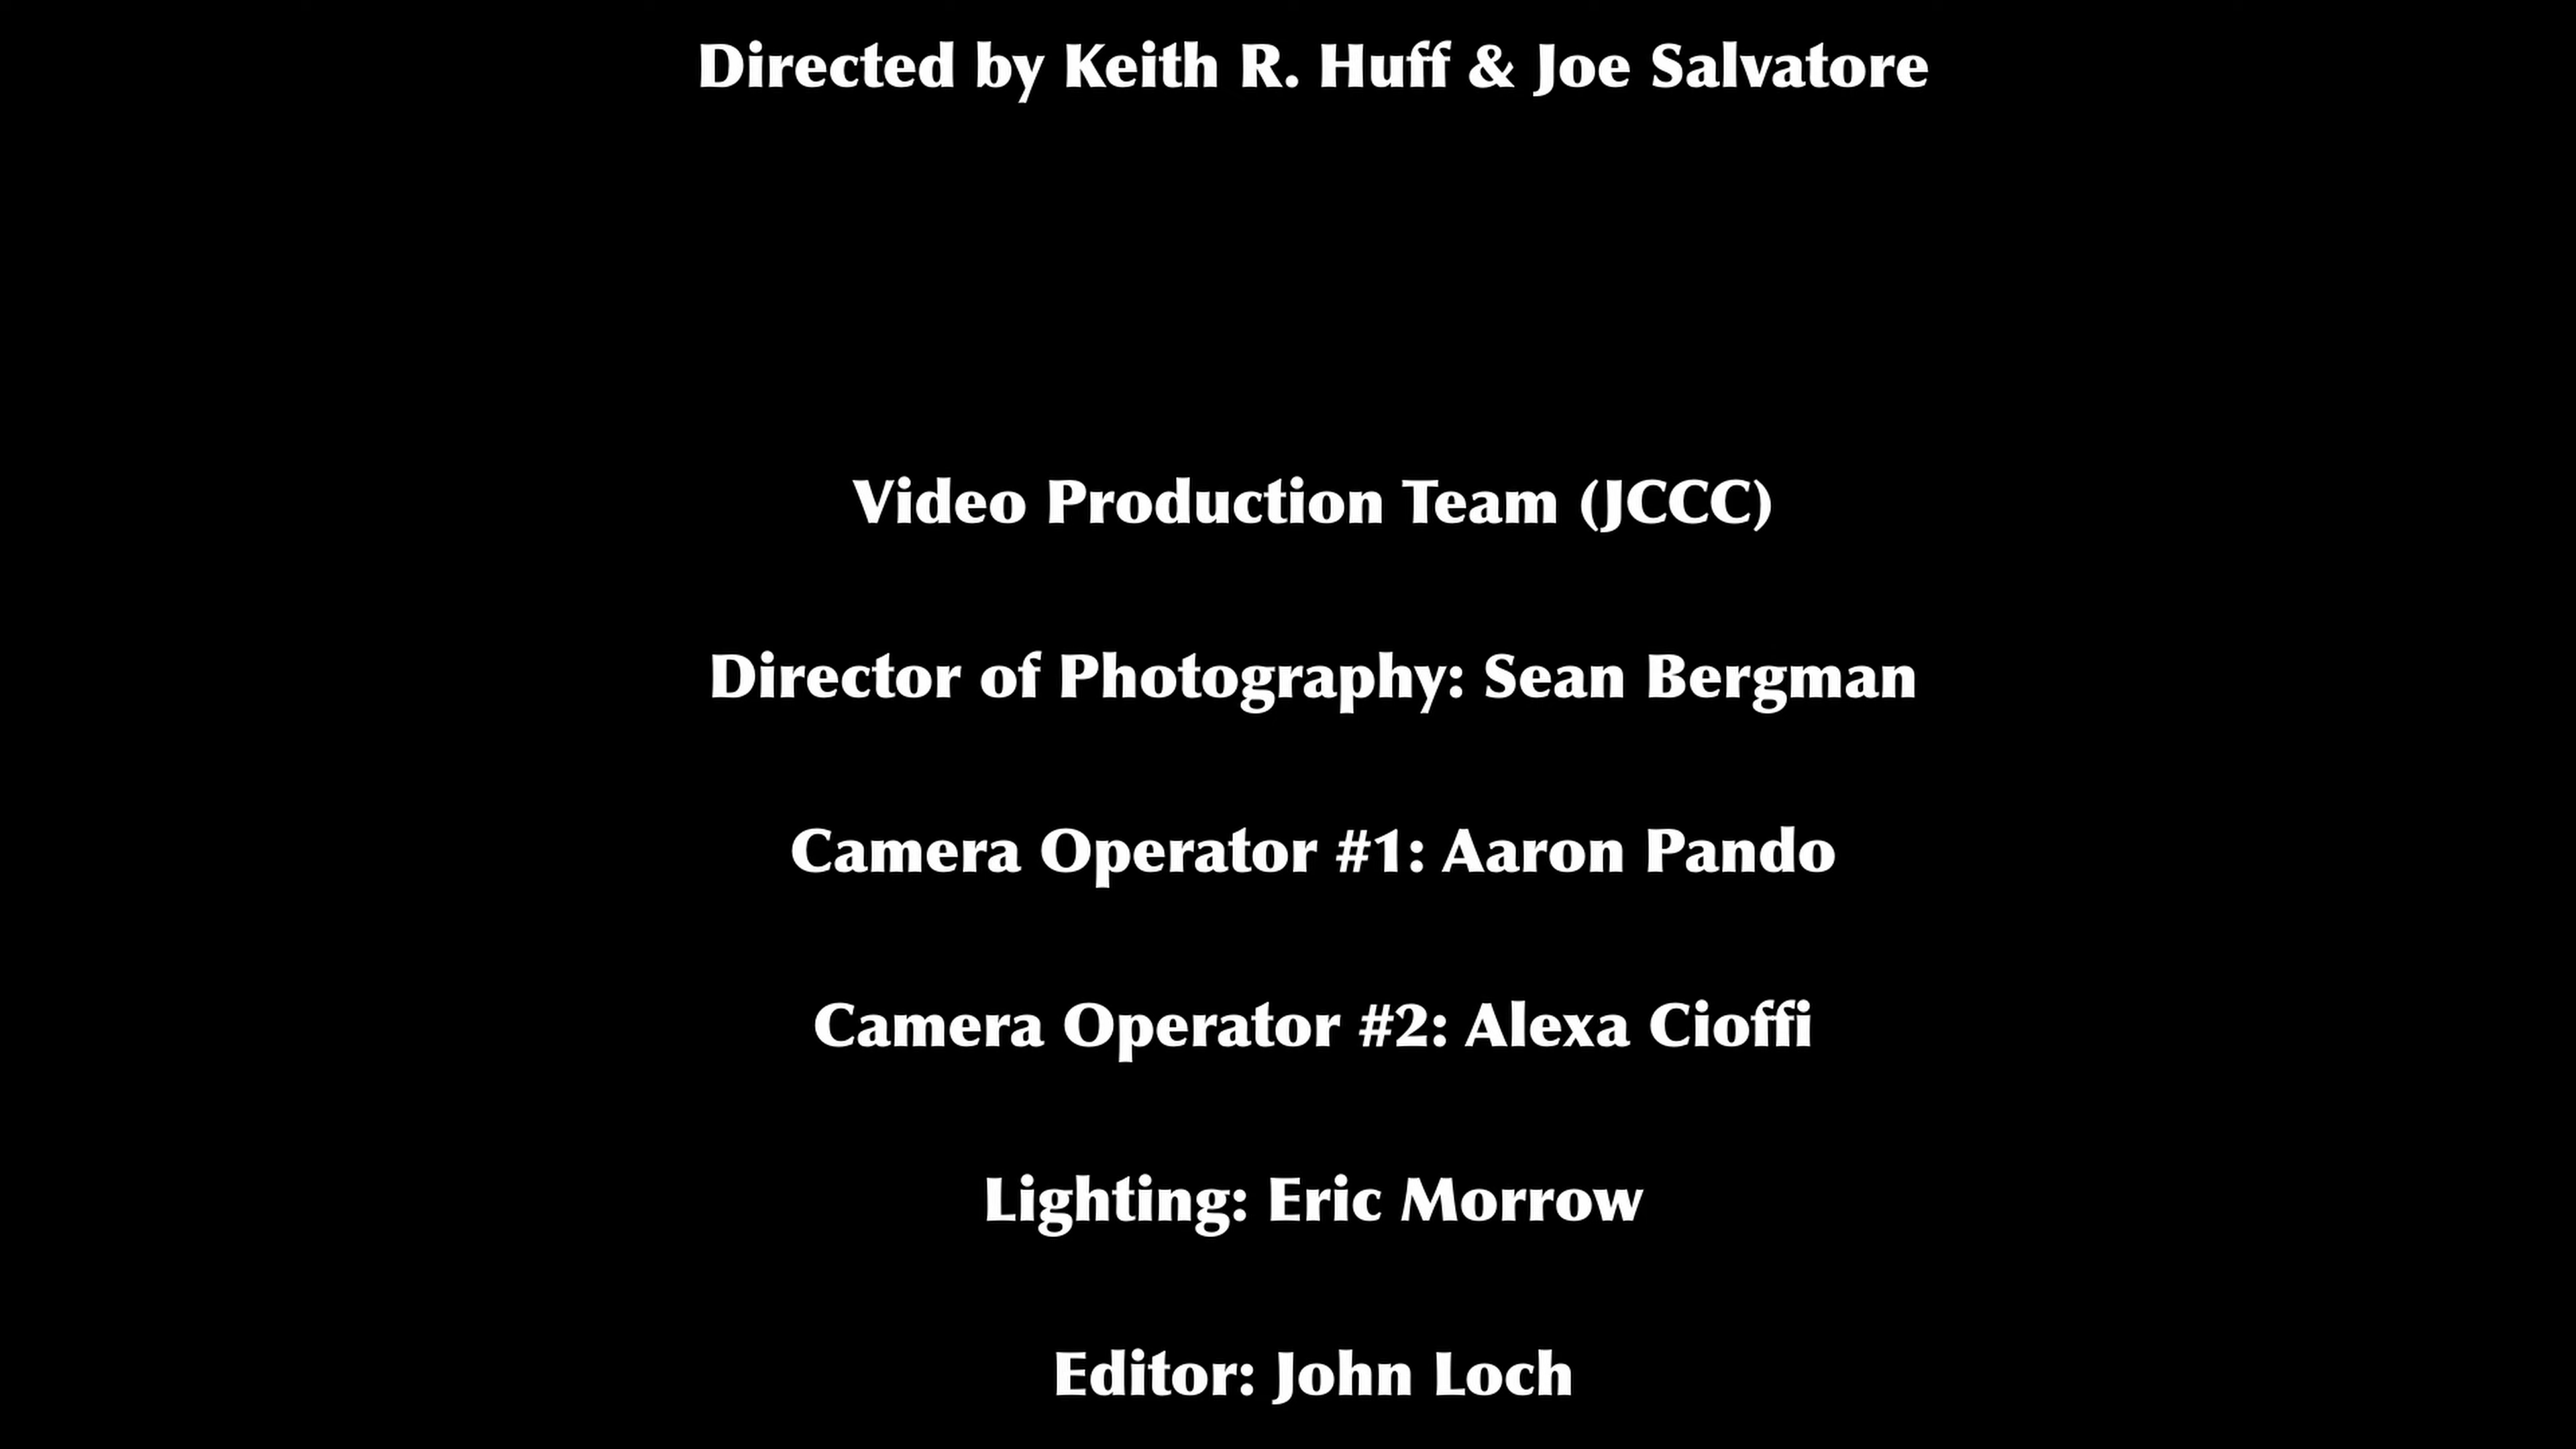 Directed by Keith R. Huff & Joe Salvatore
Video Production Team (JCCC)
Director of Photography: Sean Bergman
Camera Operator #1: Aaron Pando
Camera Operator #2: Alexa Cioffi
Lighting: Eric Morrow
Editor: John Loch